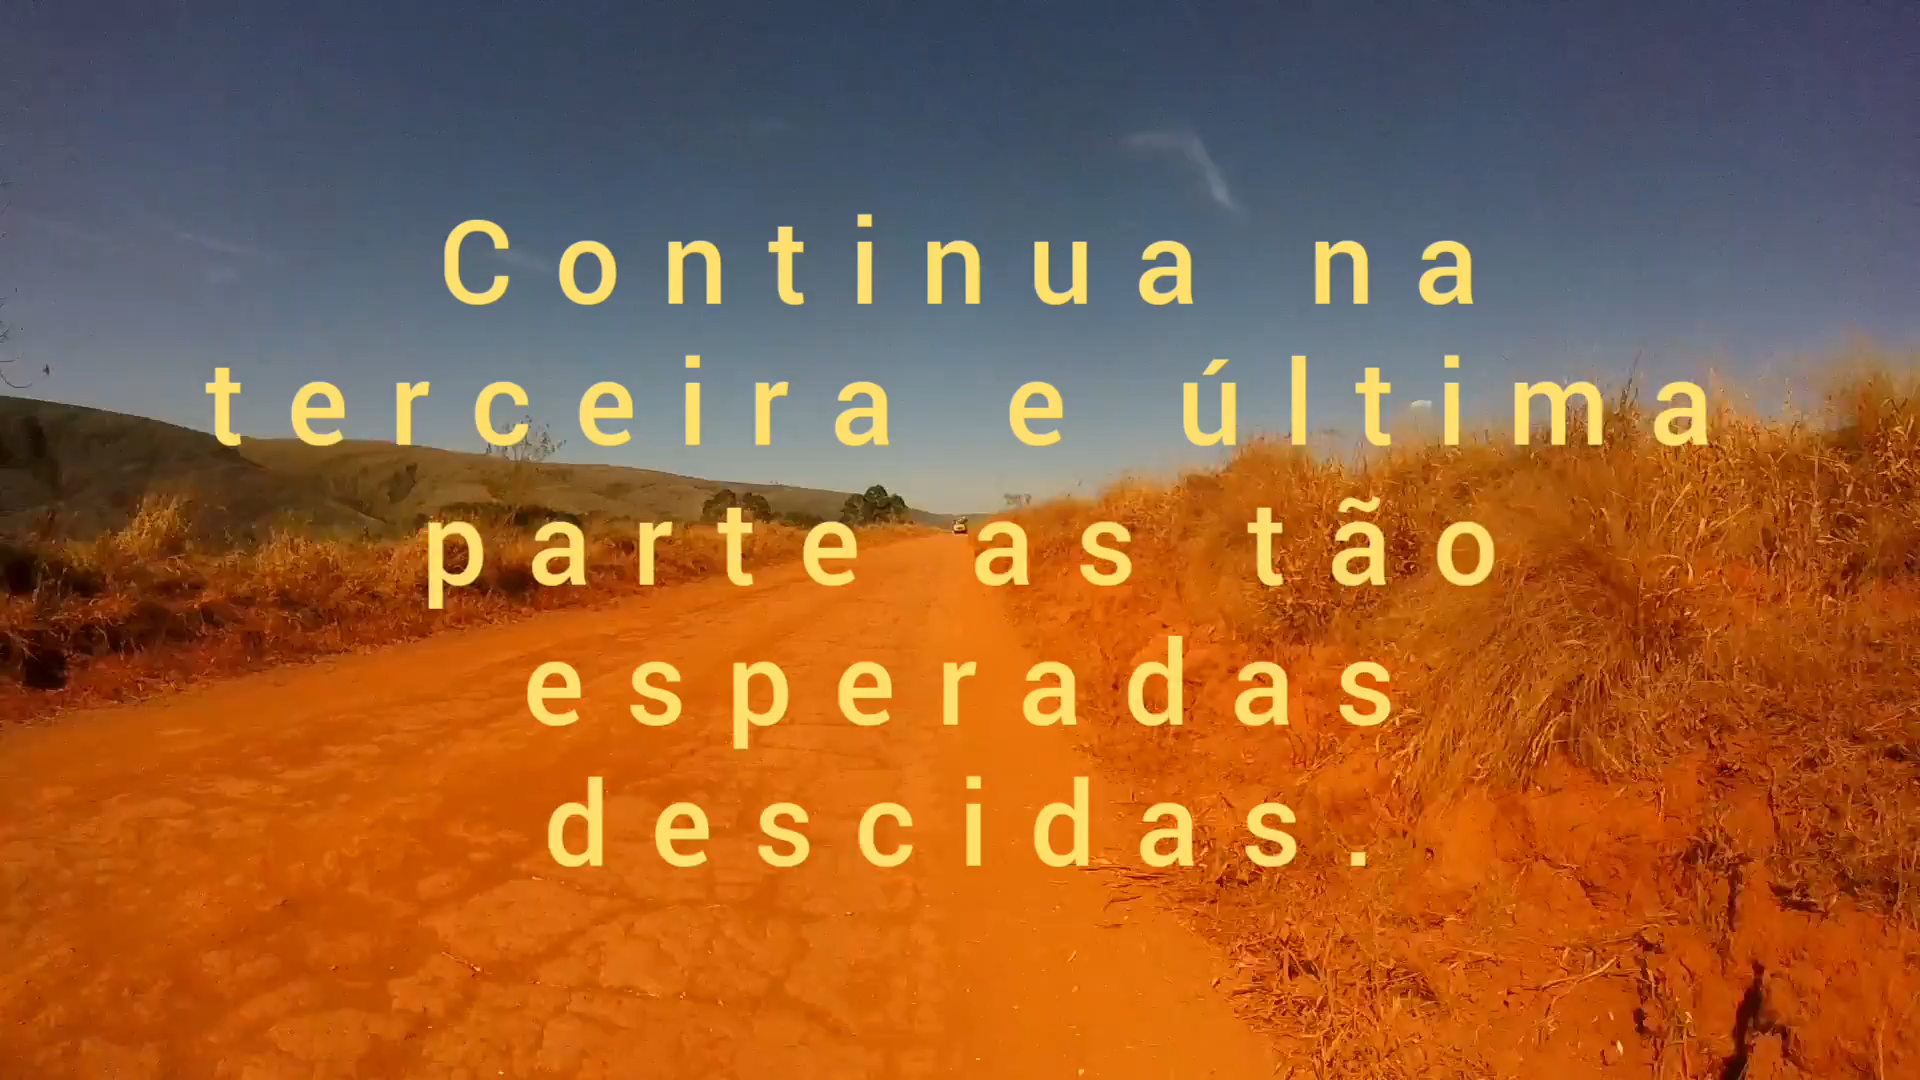 Continua na
terceira e última
parte as tão
esperadas
descidas.